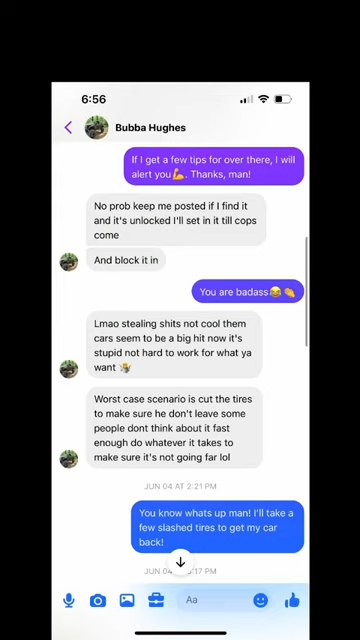 6:56
Bubba Hughes
If I get a few tips for over there, I will
alert you💪. Thanks, man!
No prob keep me posted if I find it
and it's unlocked I'll set in it till cops
come
And block it in
You are badass😂👏
Lmao stealing shits not cool them
cars seem to be a big hit now it's
stupid not hard to work for what ya
want 🤷
Worst case scenario is cut the tires
to make sure he don't leave some
people dont think about it fast
enough do whatever it takes to
make sure it's not going far lol
JUN 04 AT 2:21 PM
You know whats up man! I'll take a
few slashed tires to get my car
back!
JUN 04
17 PM
Aa